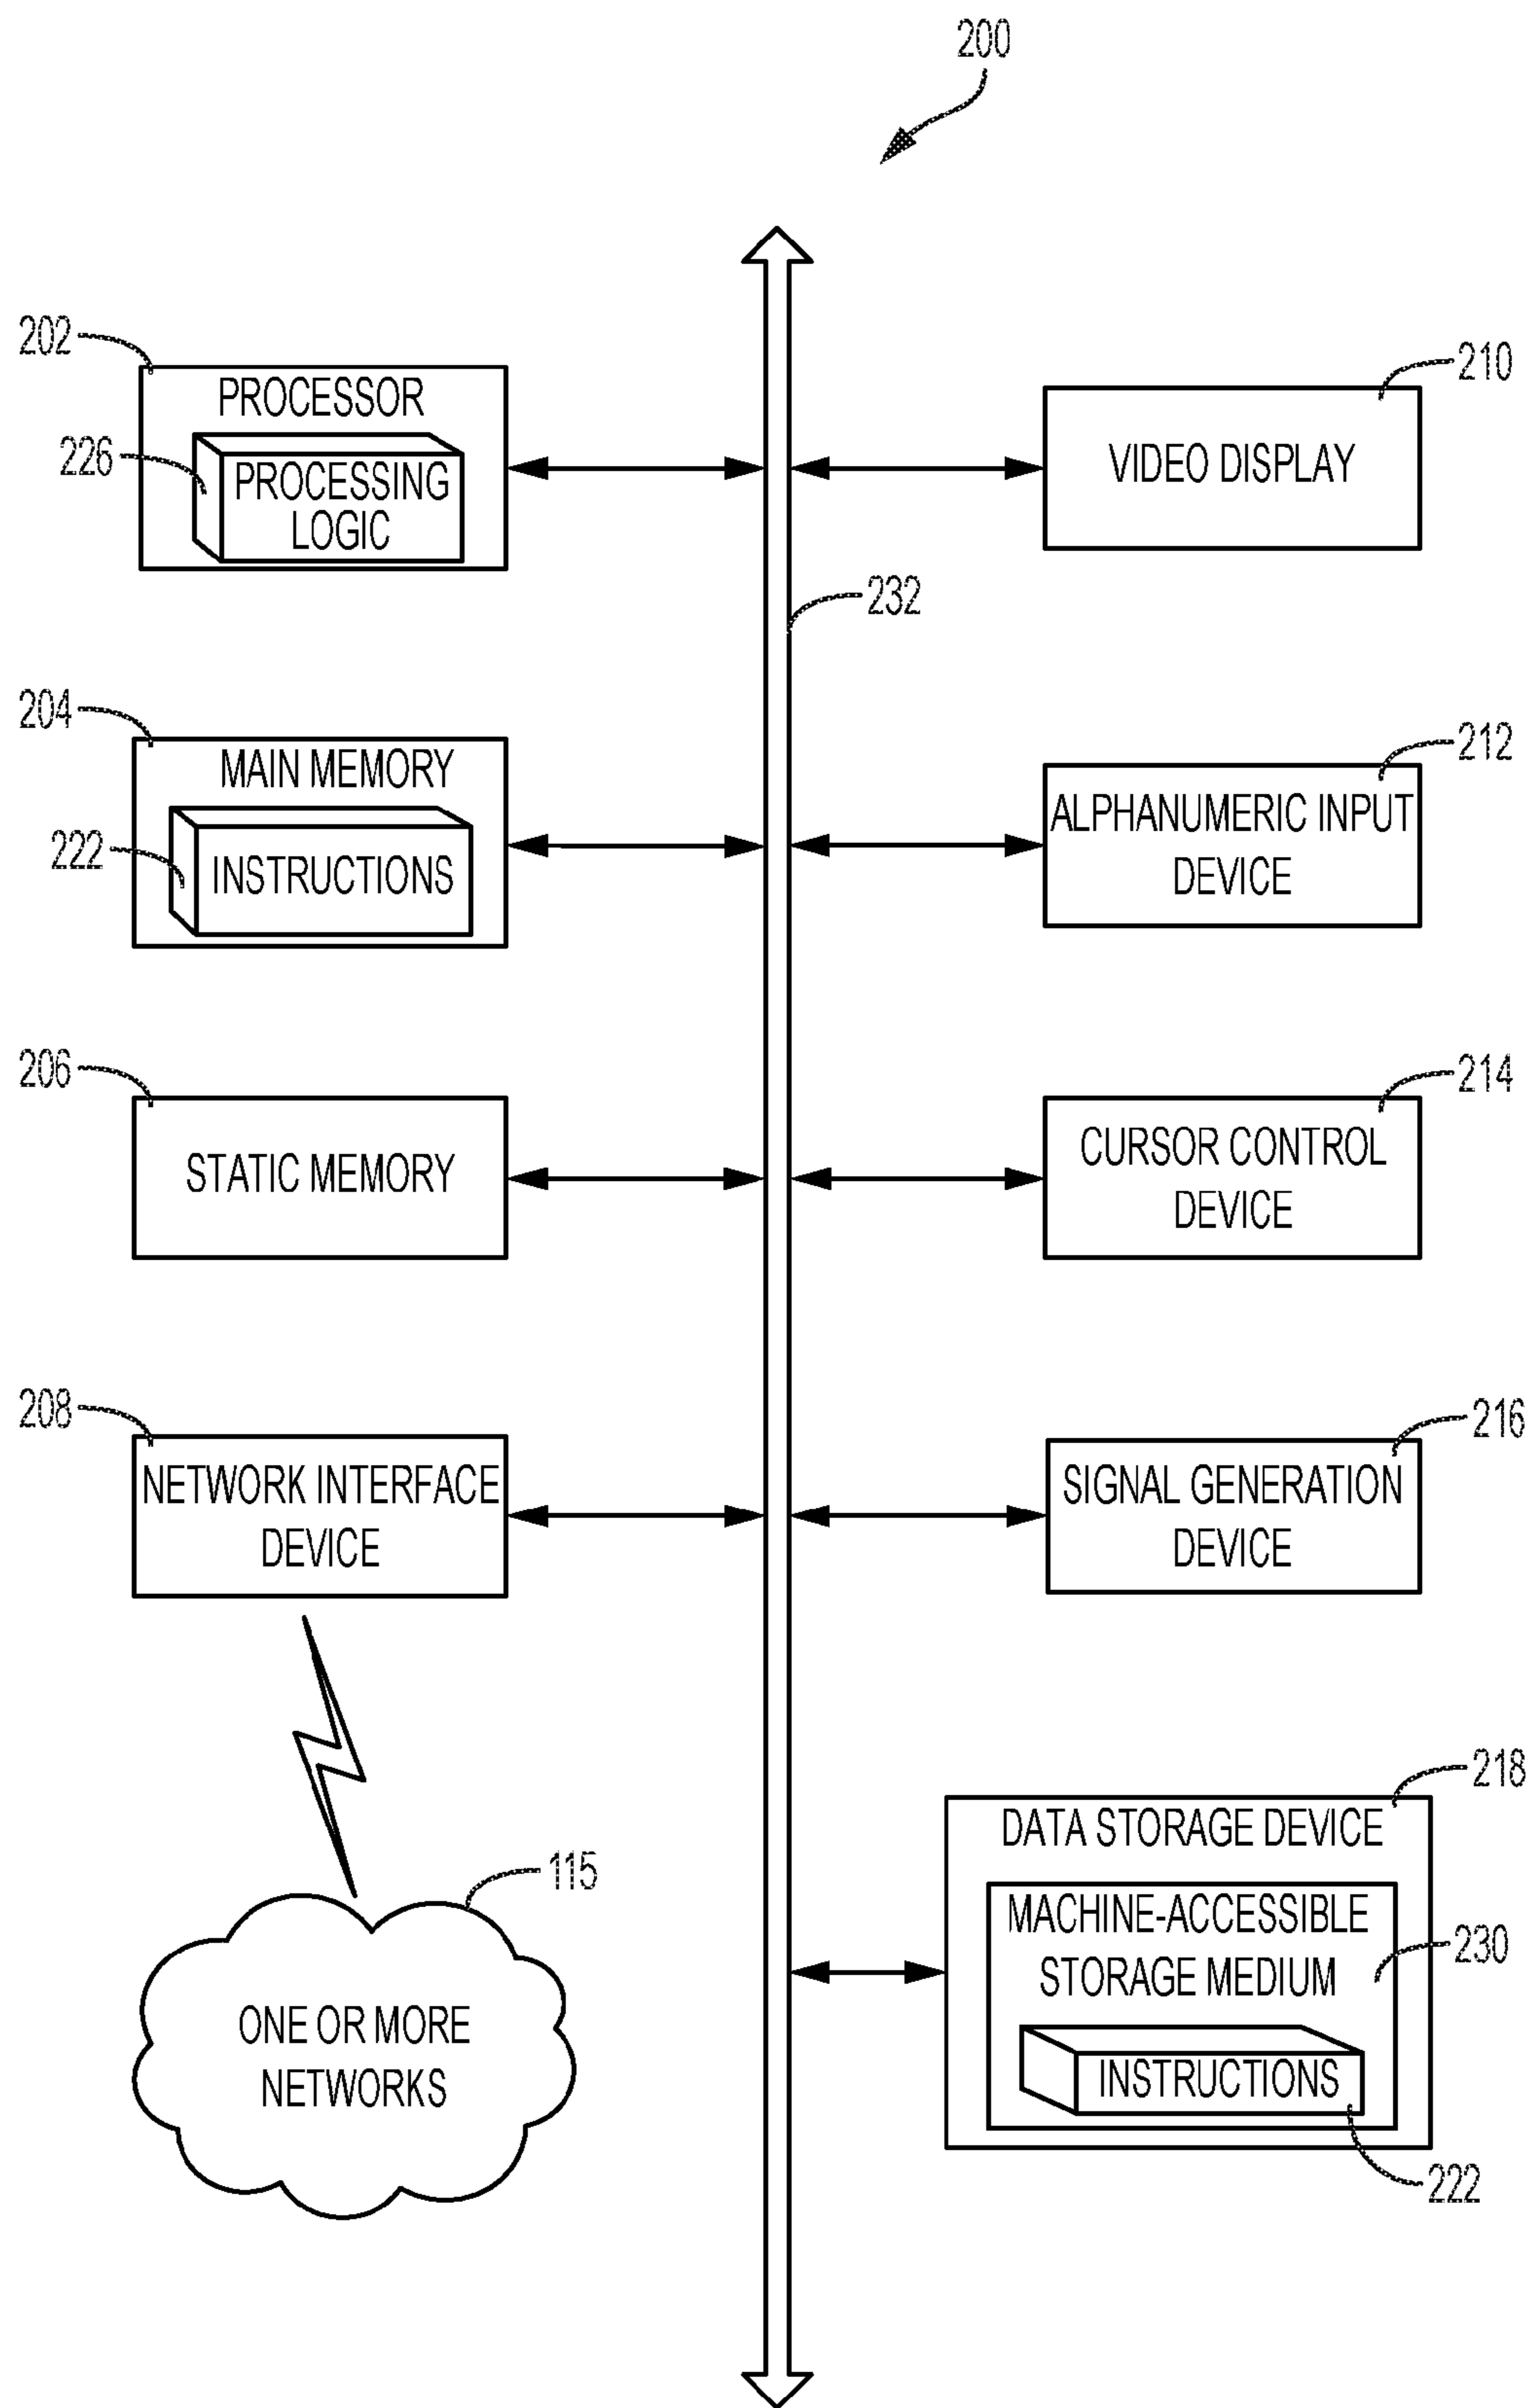 200
202
PROCESSOR
226
PROCESSING
LOGIC
210
VIDEO DISPLAY
232
204
MAIN MEMORY
222
INSTRUCTIONS
212
ALPHANUMERIC INPUT
DEVICE
206
STATIC MEMORY
214
CURSOR CONTROL
DEVICE
208
NETWORK INTERFACE
DEVICE
216
SIGNAL GENERATION
DEVICE
115
ONE OR MORE
NETWORKS
218
DATA STORAGE DEVICE
MACHINE-ACCESSIBLE
STORAGE MEDIUM
230
INSTRUCTIONS
222